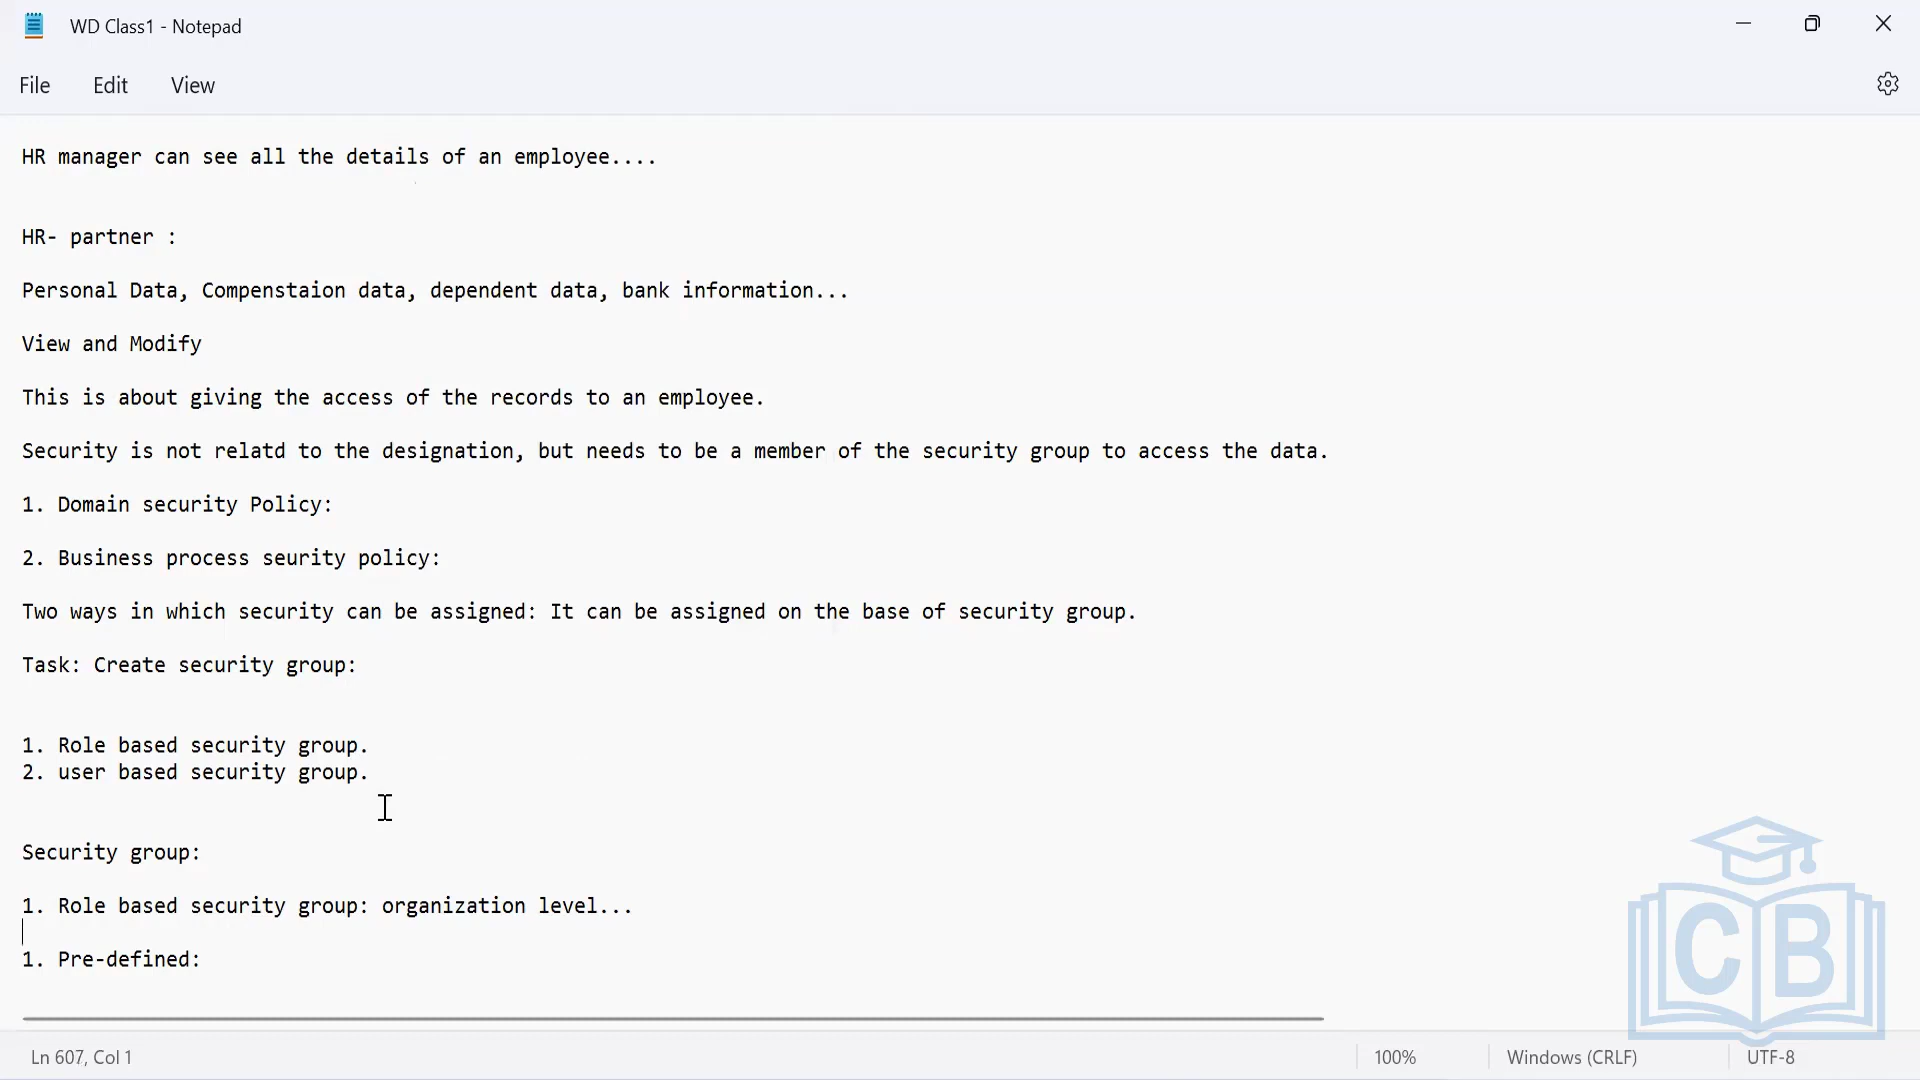 WD Class1 - Notepad
File Edit View
HR manager can see all the details of an employee....
HR- partner :
Personal Data, Compenstaion data, dependent data, bank information...
View and Modify
This is about giving the access of the records to an employee.
Security is not relatd to the designation, but needs to be a member of the security group to access the data.
1. Domain security Policy:
2. Business process seurity policy:
Two ways in which security can be assigned: It can be assigned on the base of security group.
Task: Create security group:
1. Role based security group.
2. user based security group.
Security group:
1. Role based security group: organization level...
1. Pre-defined:
CB
Ln 607, Col 1 100% Windows (CRLF) UTF-8